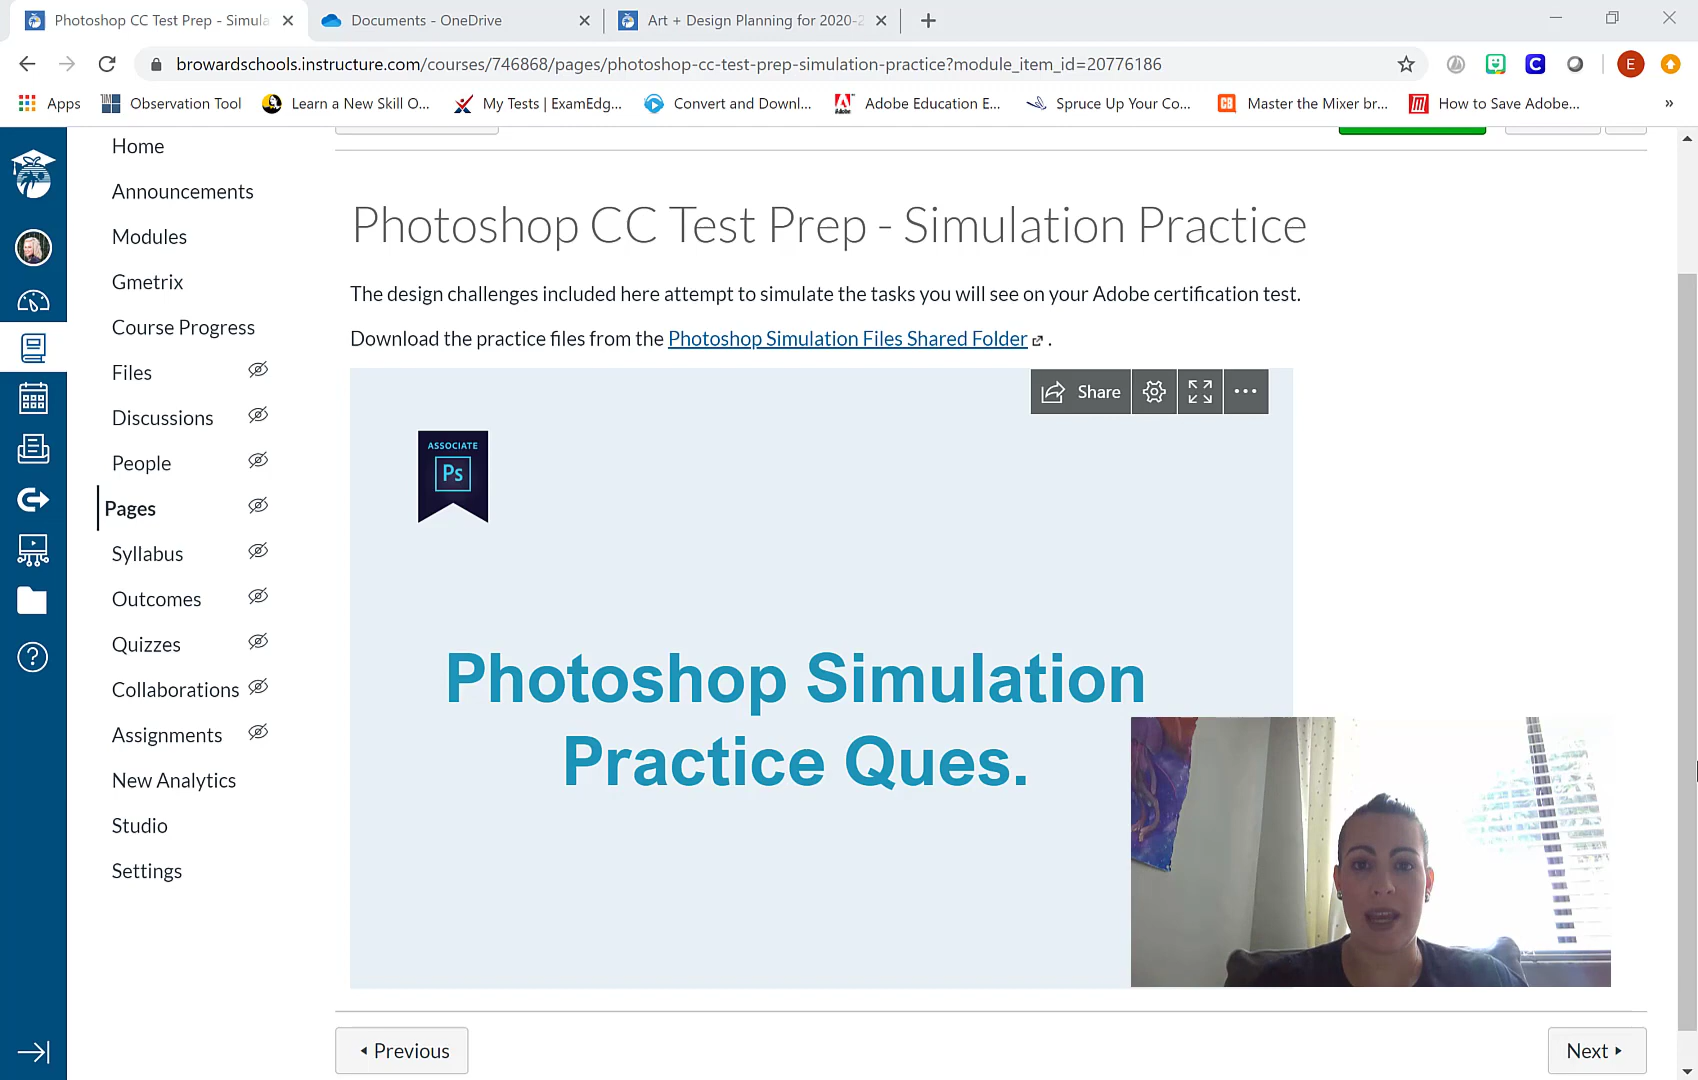 Photoshop CC Test Prep - Simula
Documents - OneDrive
Art + Design Planning for 2020-2
browardschools.instructure.com/courses/746868/pages/photoshop-cc-test-prep-simulation-practice?module_item_id=20776186
E
Apps
Observation Tool
Learn a New Skill O...
My Tests | ExamEdg...
Convert and Downl...
Adobe Education E...
Spruce Up Your Co...
CB
Master the Mixer br...
How to Save Adobe...
Home
Announcements
Modules
Gmetrix
Course Progress
Files
Discussions
People
Pages
Syllabus
Outcomes
Quizzes
Collaborations
Assignments
New Analytics
Studio
Settings
Photoshop CC Test Prep - Simulation Practice
The design challenges included here attempt to simulate the tasks you will see on your Adobe certification test.
Download the practice files from the Photoshop Simulation Files Shared Folder .
Share
ASSOCIATE
Ps
Photoshop Simulation
Practice Ques.
Previous
Next